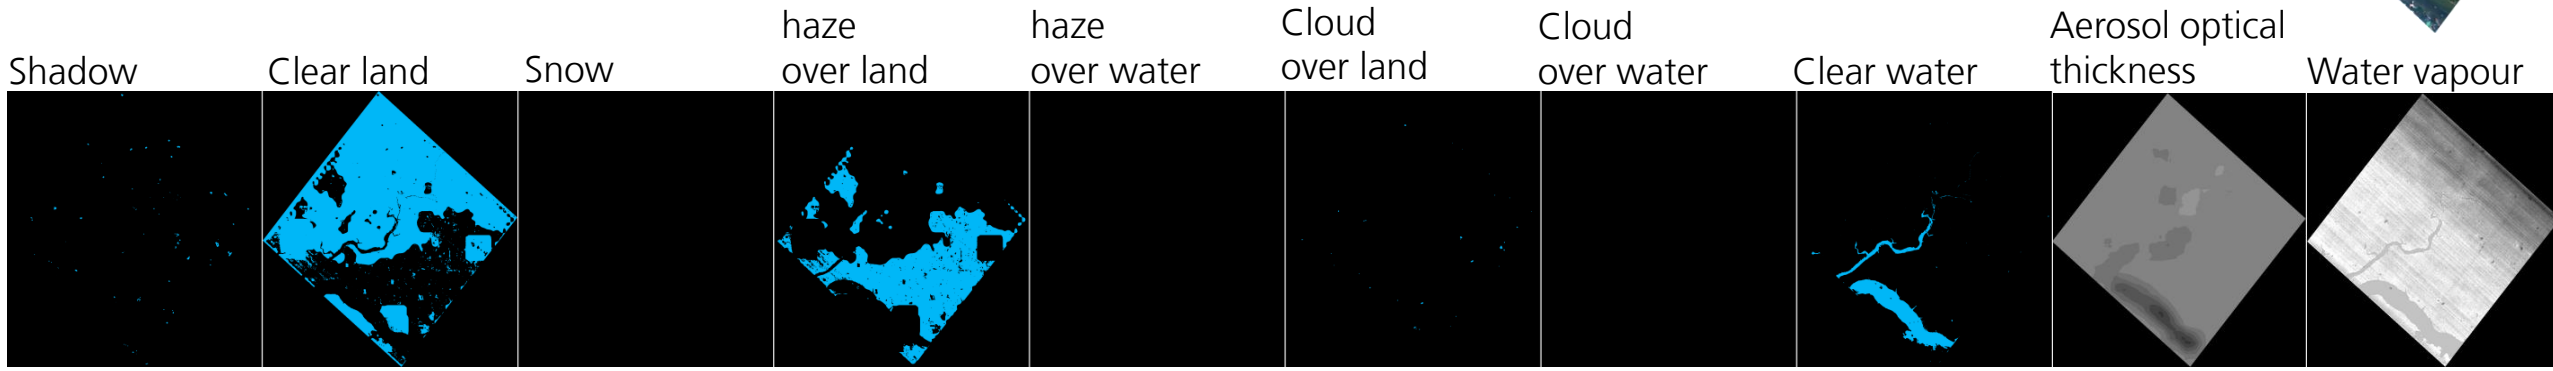 Shadow
Clear land
Snow
haze
over land
haze
over water
Cloud
over land
Cloud
over water
Clear water
Aerosol optical
thickness
Water vapour